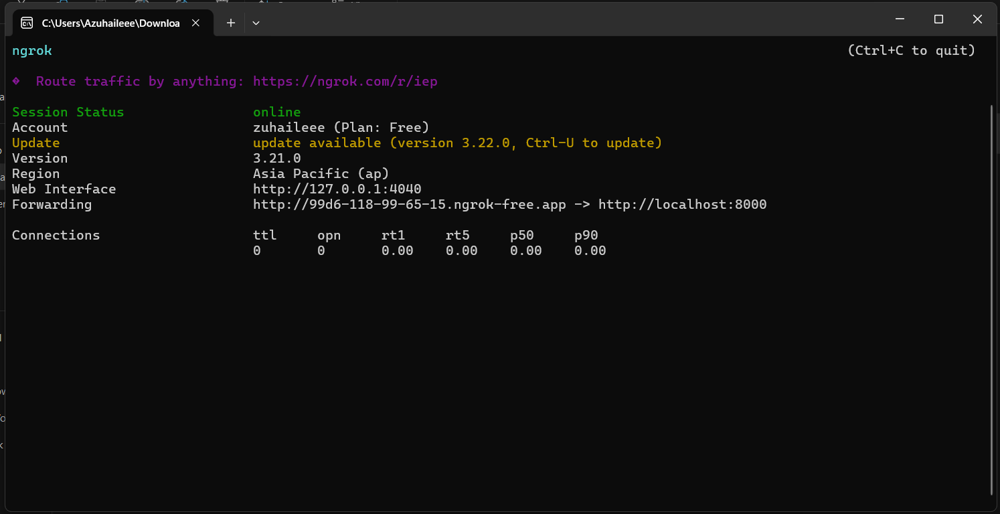 C:\Users\Azuhaileee\Downloa
ngrok (Ctrl+C to quit)
Route traffic by anything: https://ngrok.com/r/iep
Session Status online
Account zuhaileee (Plan: Free)
Update update available (version 3.22.0, Ctrl-U to update)
Version 3.21.0
Region Asia Pacific (ap)
Web Interface http://127.0.0.1:4040
Forwarding http://99d6-118-99-65-15.ngrok-free.app -> http://localhost:8000
Connections ttl opn rt1 rt5 p50 p90
0 0 0.00 0.00 0.00 0.00